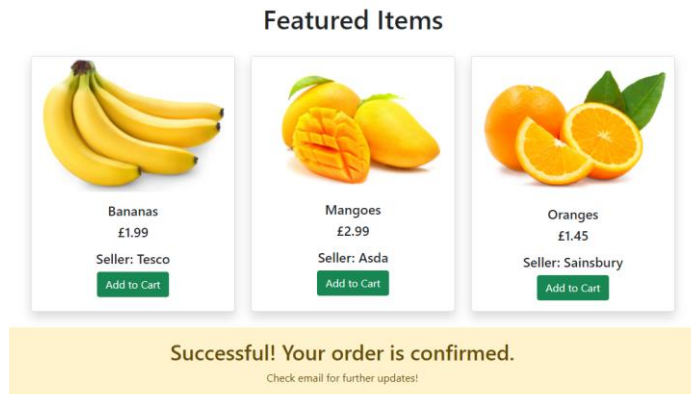 Featured Items
Bananas
£1.99
Seller: Tesco
Add to Cart
Mangoes
£2.99
Seller: Asda
Add to Cart
Oranges
£1.45
Seller: Sainsbury
Add to Cart
Successful! Your order is confirmed.
Check email for further updates!